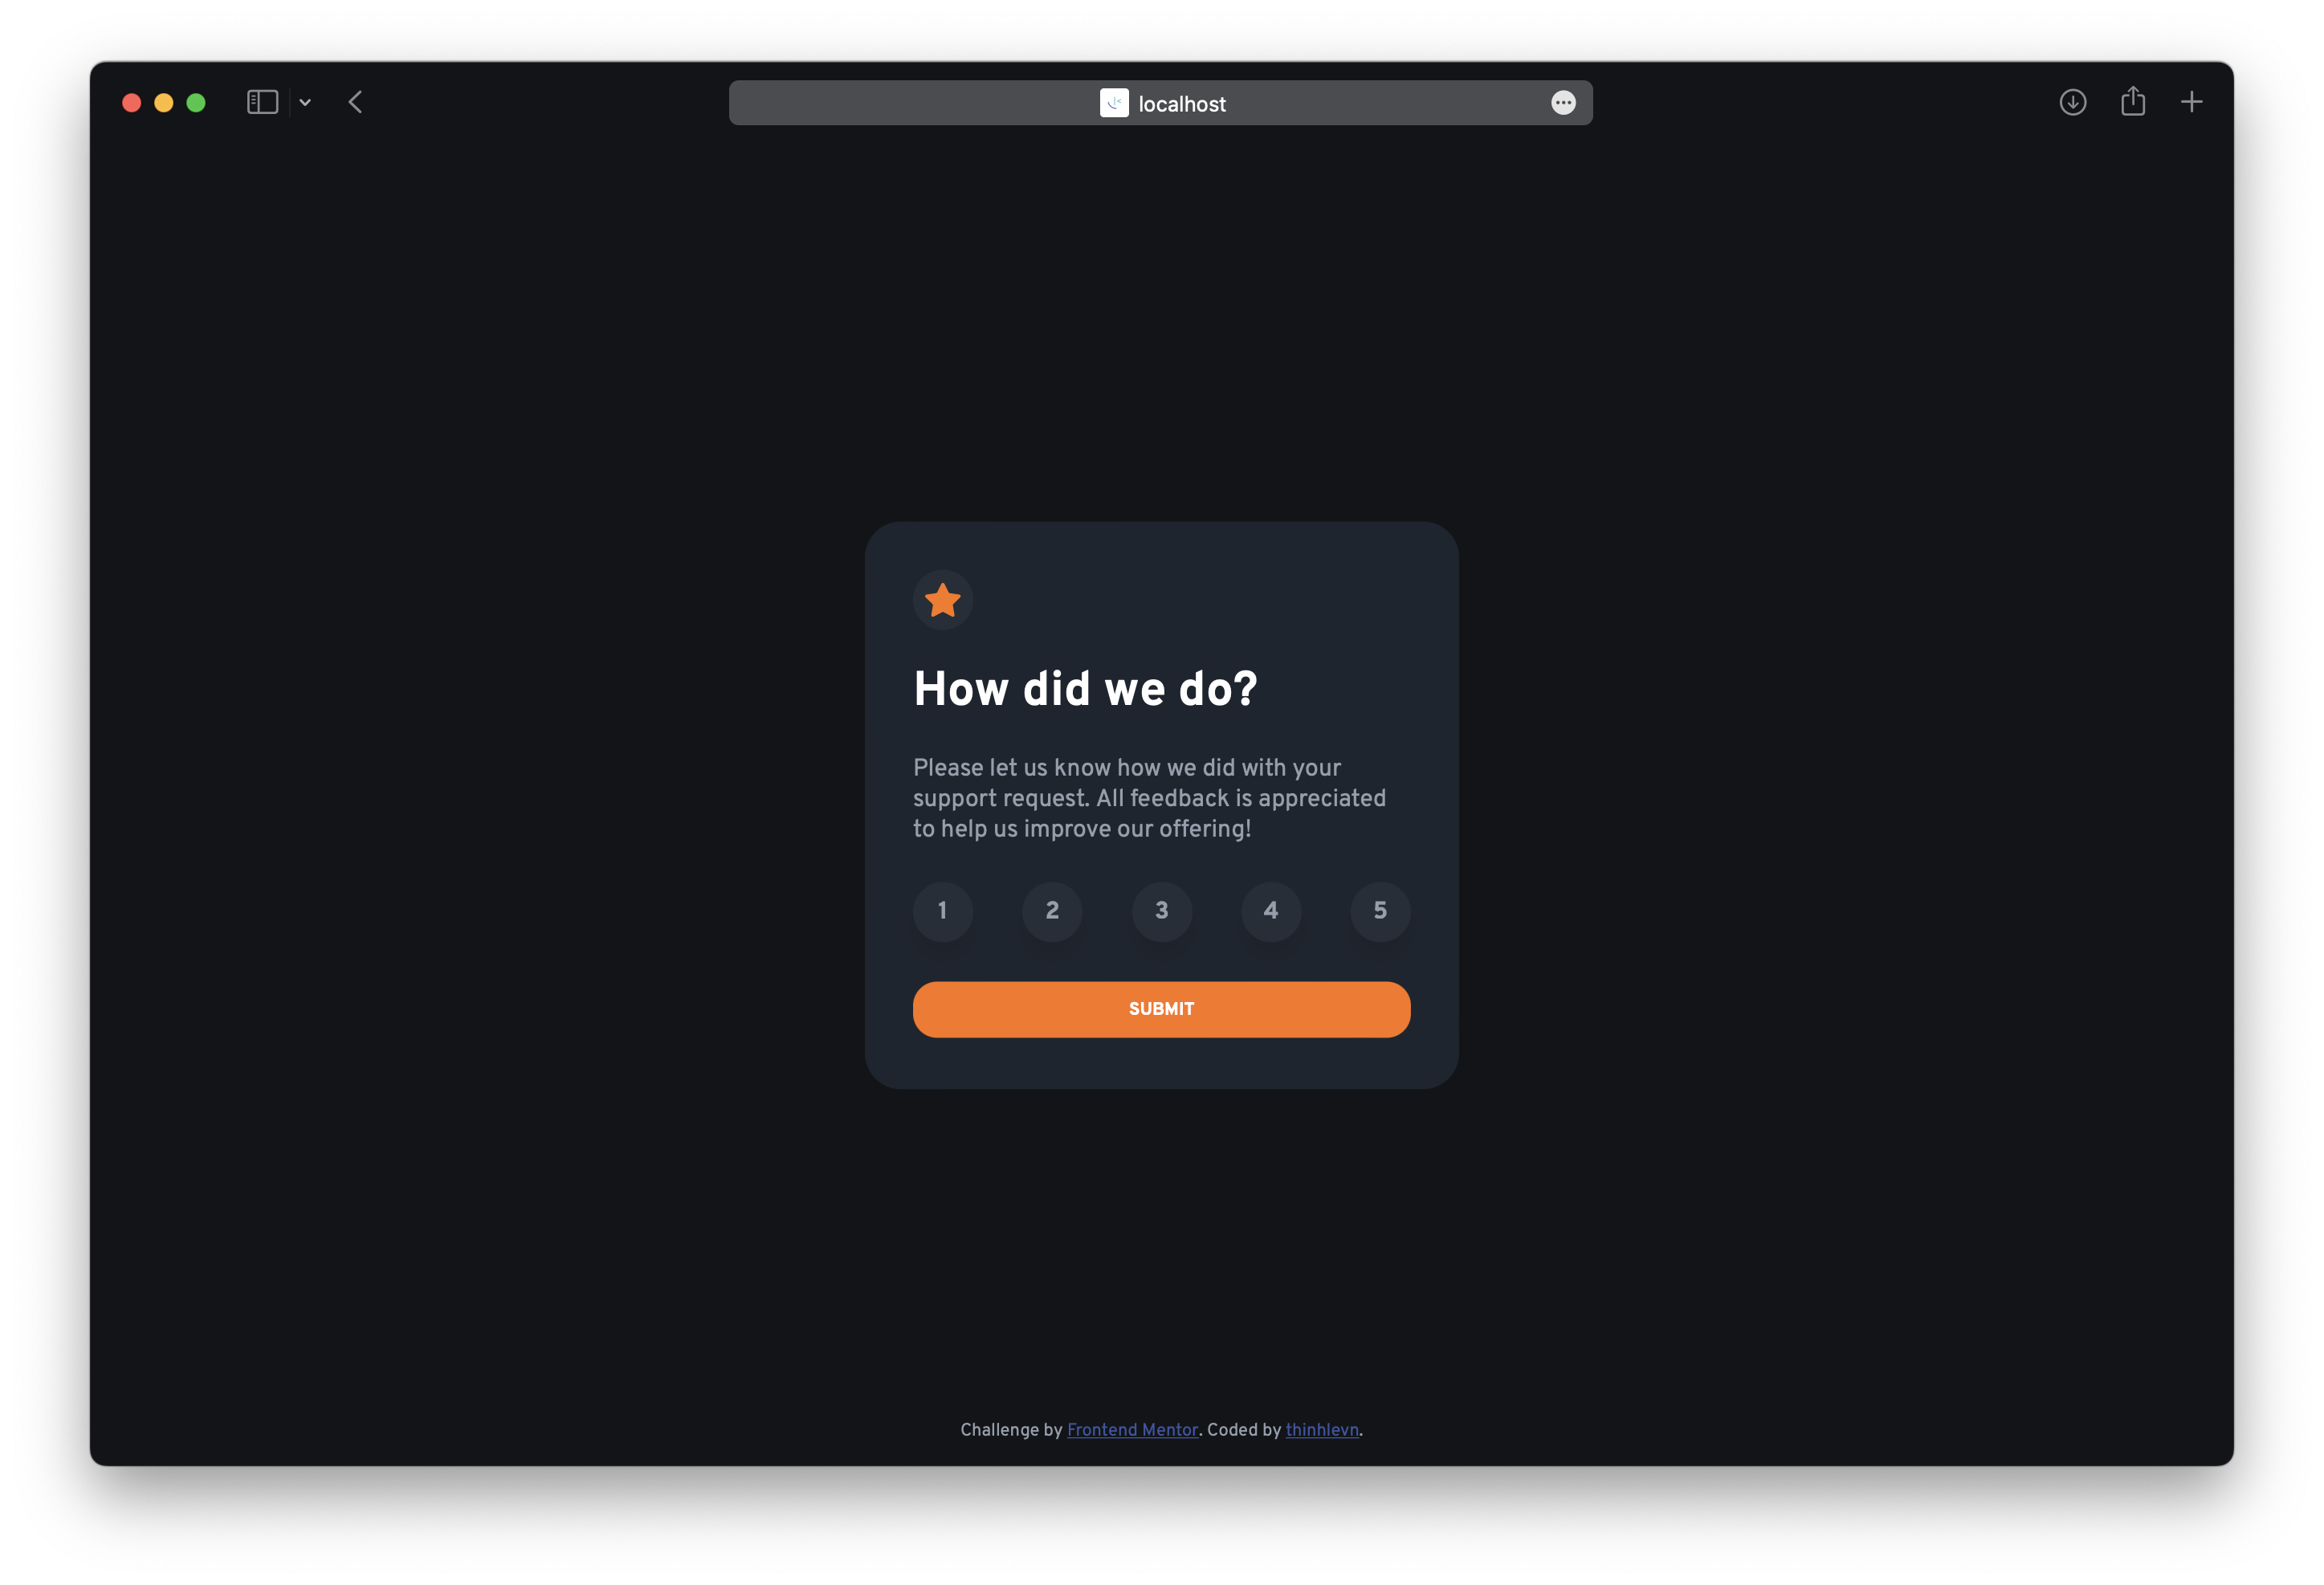 localhost
How did we do?
Please let us know how we did with your
support request. All feedback is appreciated
to help us improve our offering!
1 2 3 4 5
SUBMIT
Challenge by Frontend Mentor. Coded by thinhlevn.